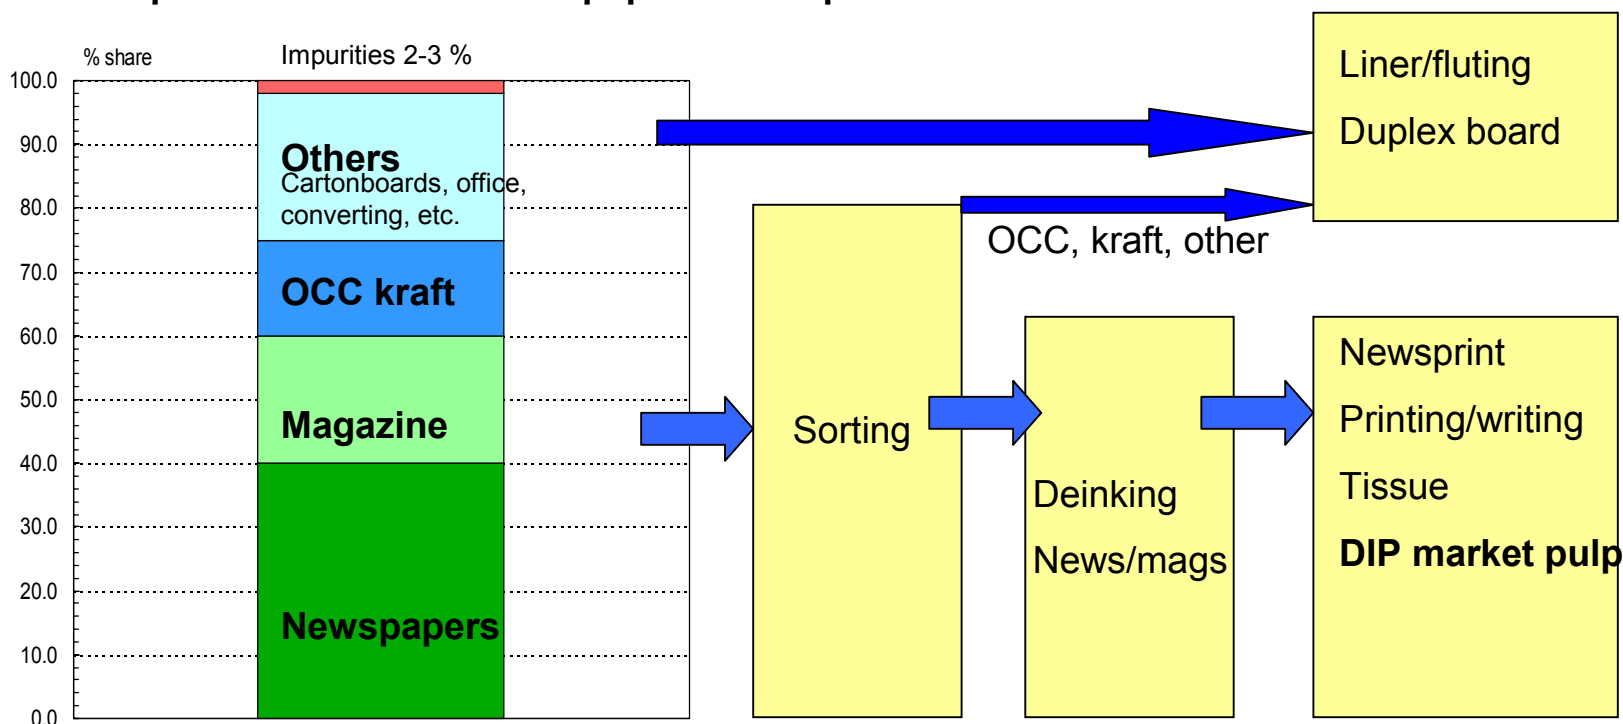 % share
Impurities 2-3 %
100.0
90.0
80.0
70.0
60.0
50.0
40.0
30.0
20.0
10.0
0.0
Others
Cartonboards, office,
converting, etc.
OCC kraft
Magazine
Newspapers
Sorting
OCC, kraft, other
Deinking
News/mags
Liner/fluting
Duplex board
Newsprint
Printing/writing
Tissue
DIP market pulp